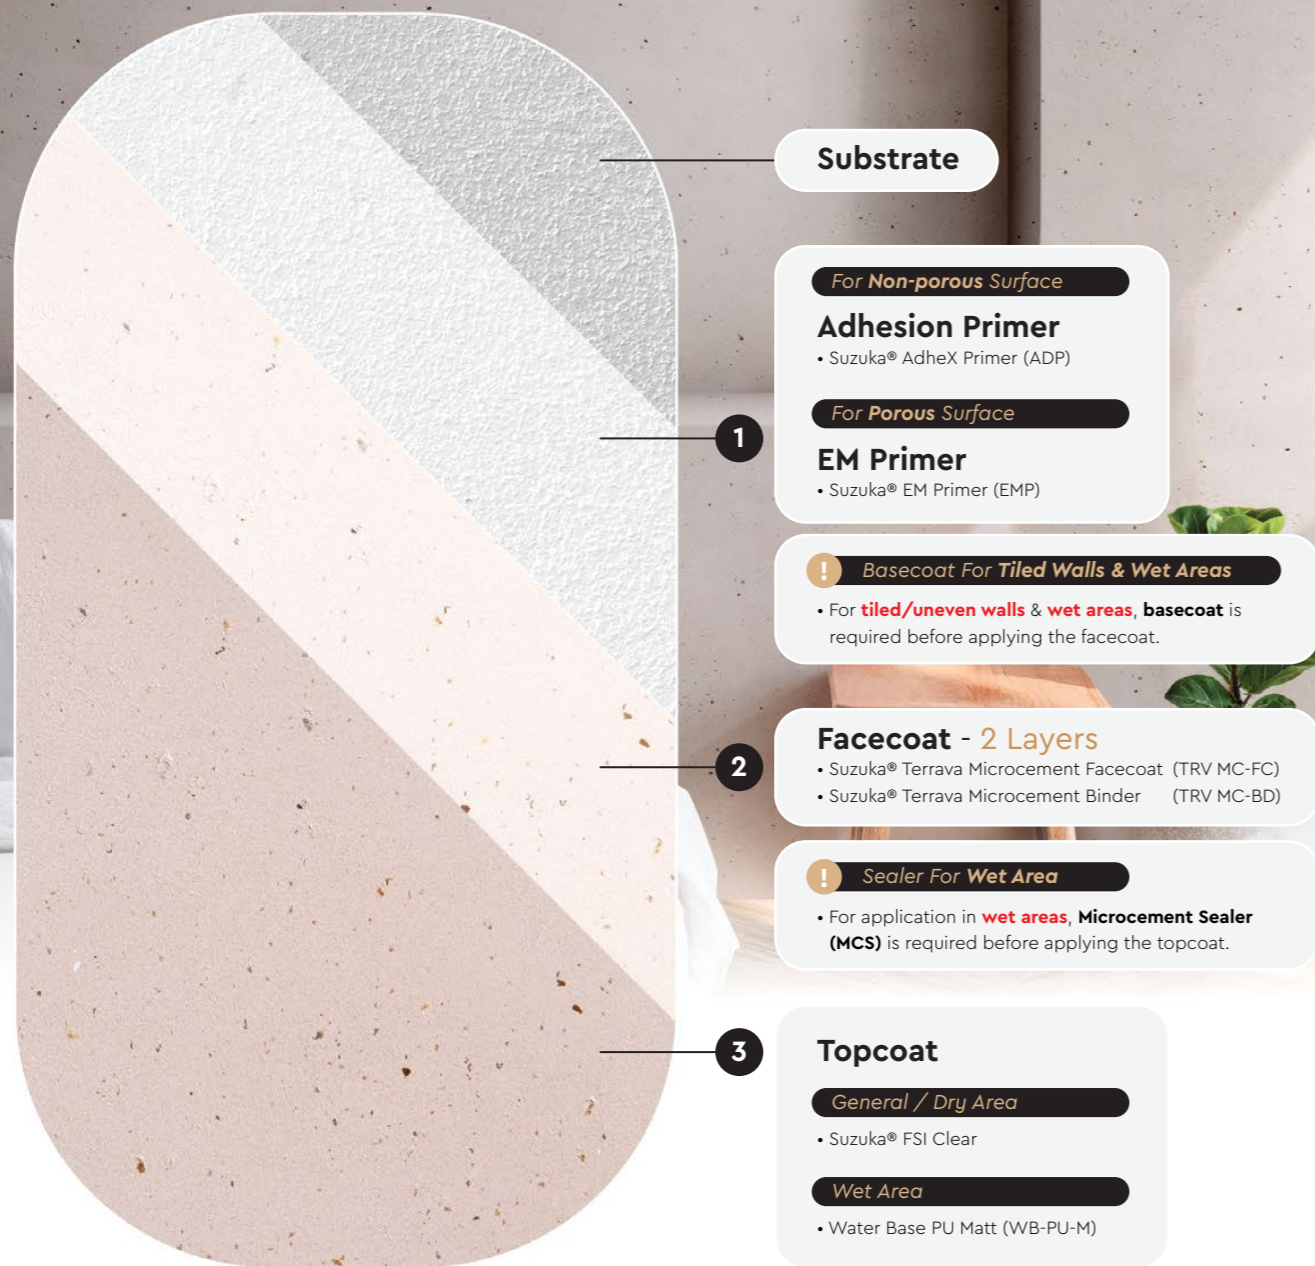 Substrate
For Non-porous Surface
Adhesion Primer
• Suzuka® AdheX Primer (ADP)
For Porous Surface
1
EM Primer
• Suzuka® EM Primer (EMP)
! Basecoat For Tiled Walls & Wet Areas
• For tiled/uneven walls & wet areas, basecoat is
required before applying the facecoat.
Facecoat - 2 Layers
2
• Suzuka® Terrava Microcement Facecoat (TRV MC-FC)
• Suzuka® Terrava Microcement Binder (TRV MC-BD)
! Sealer For Wet Area
• For application in wet areas, Microcement Sealer
(MCS) is required before applying the topcoat.
3
Topcoat
General / Dry Area
• Suzuka® FSI Clear
Wet Area
• Water Base PU Matt (WB-PU-M)